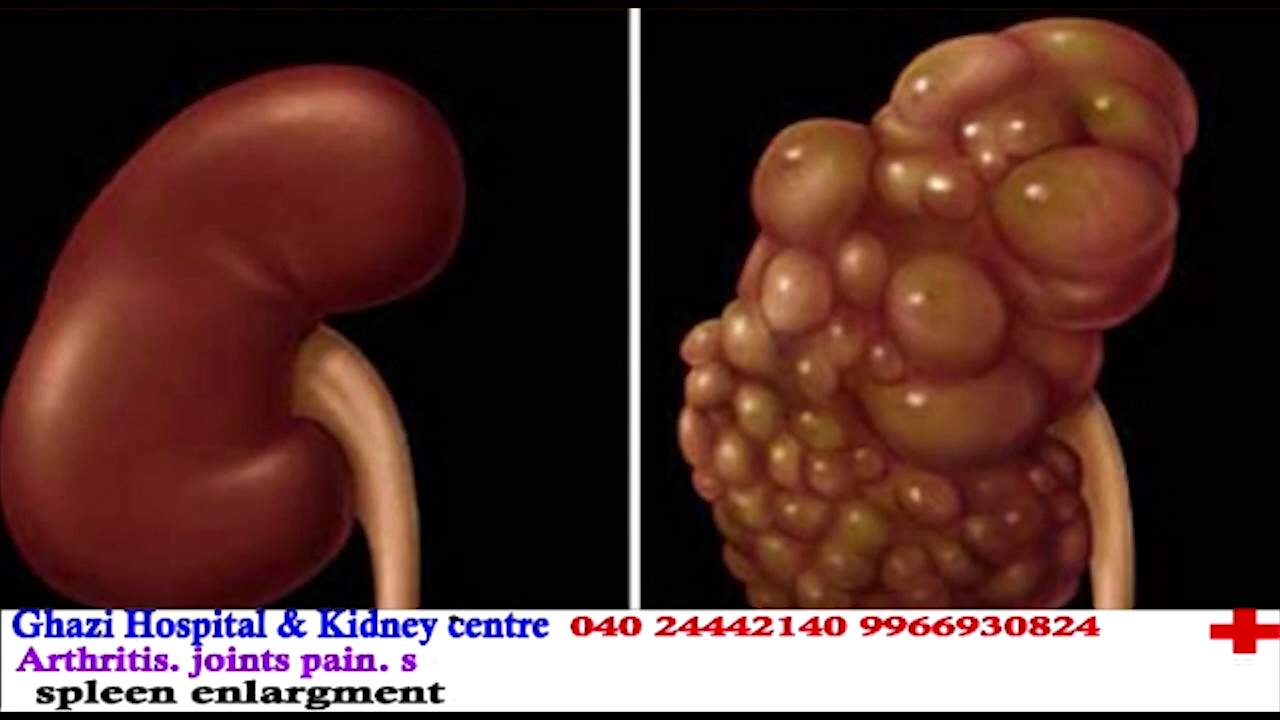 Ghazi Hospital & Kidney centre 040 24442140 9966930824
Arthritis. joints pain. s
spleen enlargment